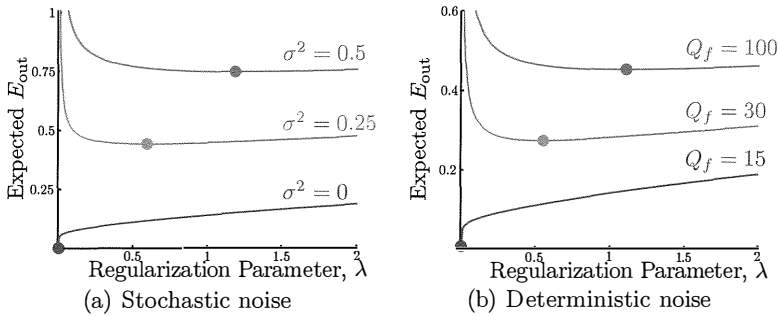 Expected E_out
1
0.75
0.5
0.25
σ² = 0.5
σ² = 0.25
σ² = 0
0.5
1
1.5
2
Regularization Parameter, λ
(a) Stochastic noise
Expected E_out
0.6
0.4
0.2
Q_f = 100
Q_f = 30
Q_f = 15
0.5
1
1.5
2
Regularization Parameter, λ
(b) Deterministic noise